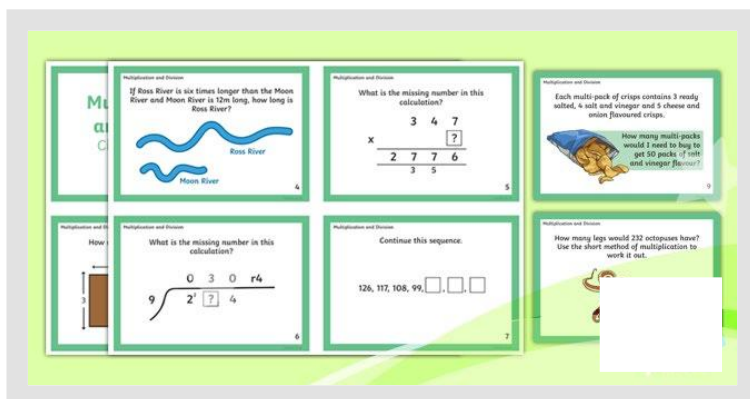 Mu
a
C
Multiplication and Division
If Ross River is six times longer than the Moon
River and Moon River is 12m long, how long is
Ross River?
Ross River
Moon River
4
Multiplication and Division
What is the missing number in this
calculation?
3 4 7
x ?
2 7 7 6
3 5
5
Multiplication and Division
Each multi-pack of crisps contains 3 ready
salted, 4 salt and vinegar and 5 cheese and
onion flavoured crisps.
How many multi-packs
would I need to buy to
get 50 packs of salt
and vinegar flavour?
9
Multiplication and Di
How
3
Multiplication and Division
What is the missing number in this
calculation?
0 3 0 r4
9 2 ? 4
6
Multiplication and Division
Continue this sequence.
126, 117, 108, 99, , ,
7
Multiplication and Division
How many legs would 232 octopuses have?
Use the short method of multiplication to
work it out.